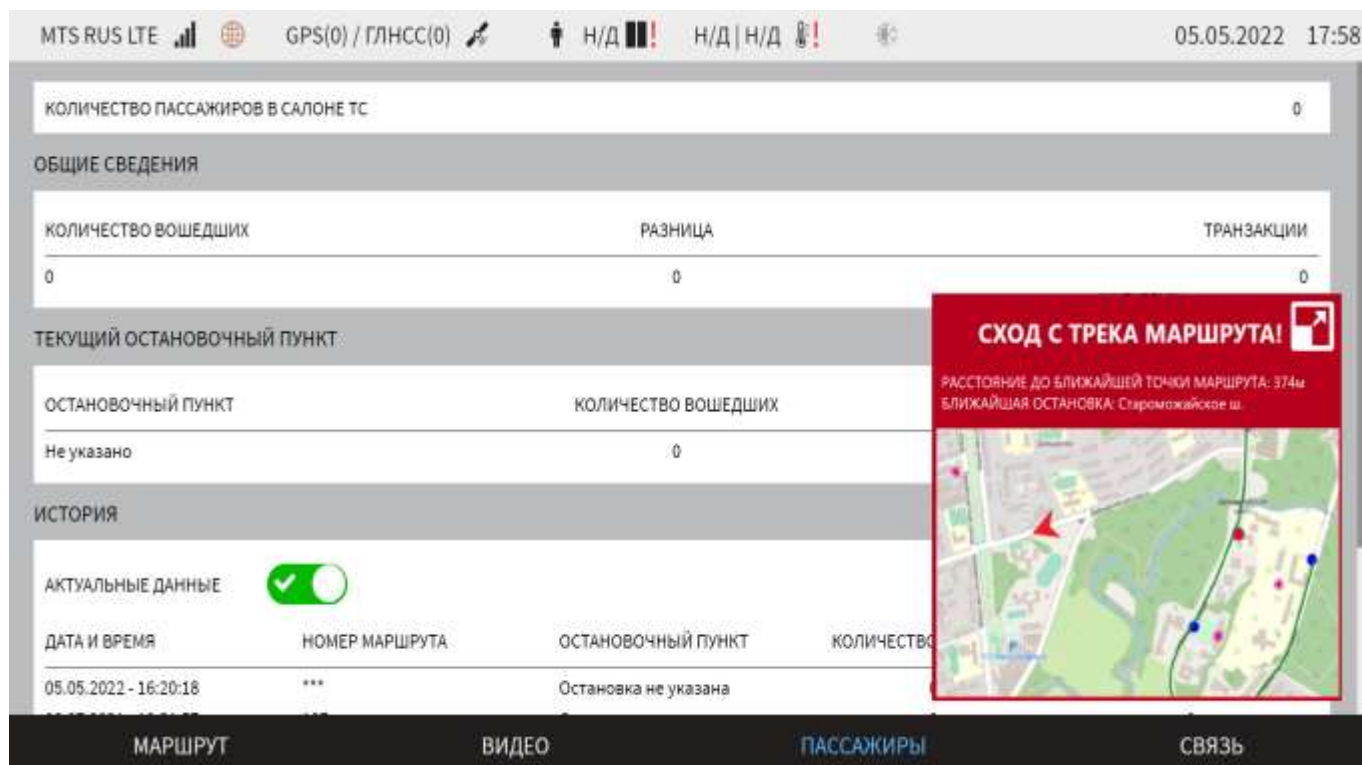 MTS RUS LTE GPS(0) / ГЛНСС(0) Н/Д ! Н/Д | Н/Д ! 05.05.2022 17:58
КОЛИЧЕСТВО ПАССАЖИРОВ В САЛОНЕ ТС 0
ОБЩИЕ СВЕДЕНИЯ
КОЛИЧЕСТВО ВОШЕДШИХ РАЗНИЦА ТРАНЗАКЦИИ
0 0 0
ТЕКУЩИЙ ОСТАНОВОЧНЫЙ ПУНКТ
ОСТАНОВОЧНЫЙ ПУНКТ КОЛИЧЕСТВО ВОШЕДШИХ
Не указано 0
СХОД С ТРЕКА МАРШРУТА!
РАССТОЯНИЕ ДО БЛИЖАЙШЕЙ ТОЧКИ МАРШРУТА: 374м
БЛИЖАЙШАЯ ОСТАНОВКА: Староможайское ш.
ИСТОРИЯ
АКТУАЛЬНЫЕ ДАННЫЕ
ДАТА И ВРЕМЯ НОМЕР МАРШРУТА ОСТАНОВОЧНЫЙ ПУНКТ КОЛИЧЕСТВО
05.05.2022 - 16:20:18 *** Остановка не указана
МАРШРУТ ВИДЕО ПАССАЖИРЫ СВЯЗЬ